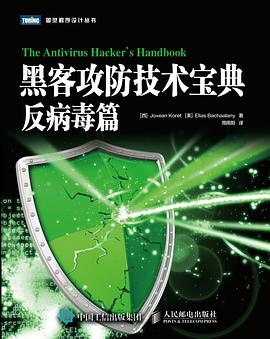 TURING
图灵程序设计丛书
The Antivirus Hacker's Handbook
黑客攻防技术宝典
反病毒篇
[西] Joxean Koret [美] Elias Bachaalany 著
周雨阳 译
中国工信出版集团
人民邮电出版社
POSTS & TELECOM PRESS